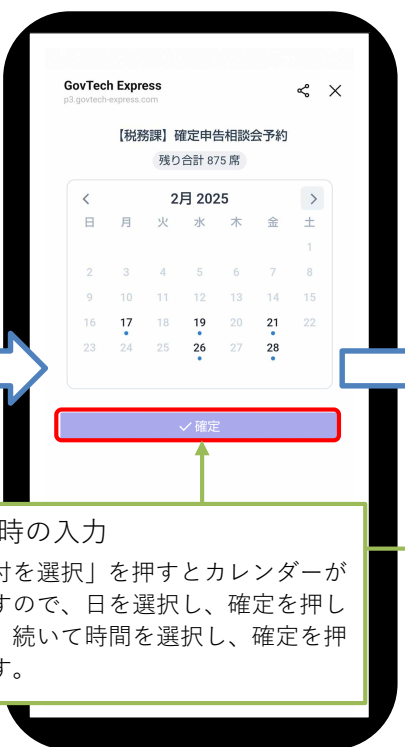 GovTech Express
p3.govtech-express.com
【税務課】確定申告相談会予約
残り合計 875 席
2月 2025
日 月 火 水 木 金 土
1
2 3 4 5 6 7 8
9 10 11 12 13 14 15
16 17 18 19 20 21 22
23 24 25 26 27 28
確定
時の入力
付を選択」を押すとカレンダーが
すので、日を選択し、確定を押し
続いて時間を選択し、確定を押
す。